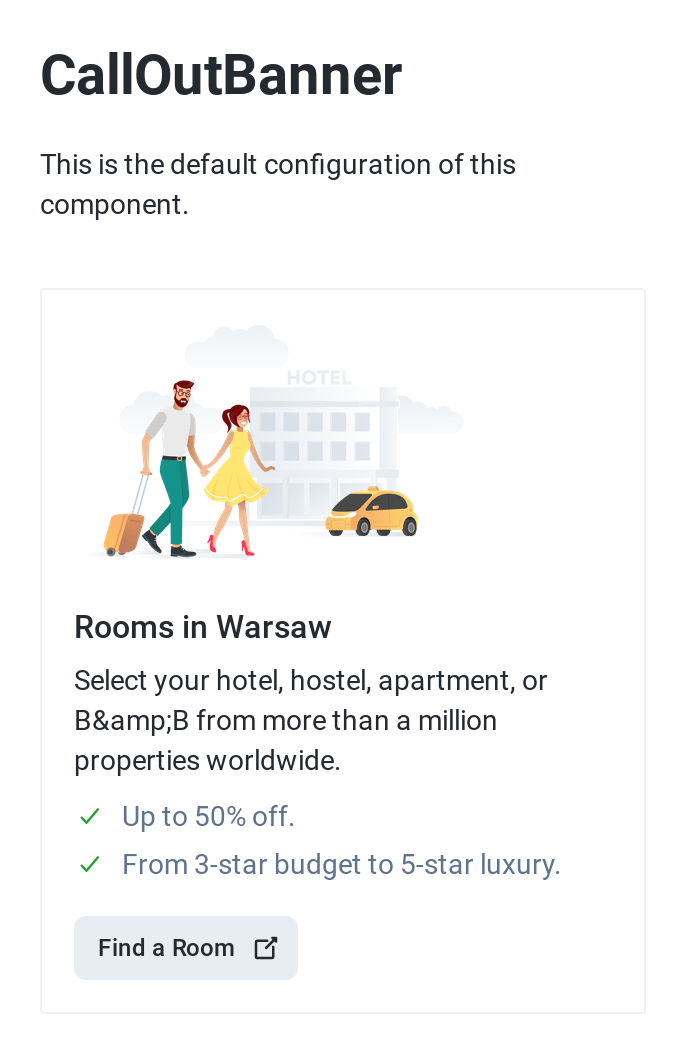 CallOutBanner
This is the default configuration of this
component.
HOTEL
Rooms in Warsaw
Select your hotel, hostel, apartment, or
B&amp;B from more than a million
properties worldwide.
Up to 50% off.
From 3-star budget to 5-star luxury.
Find a Room